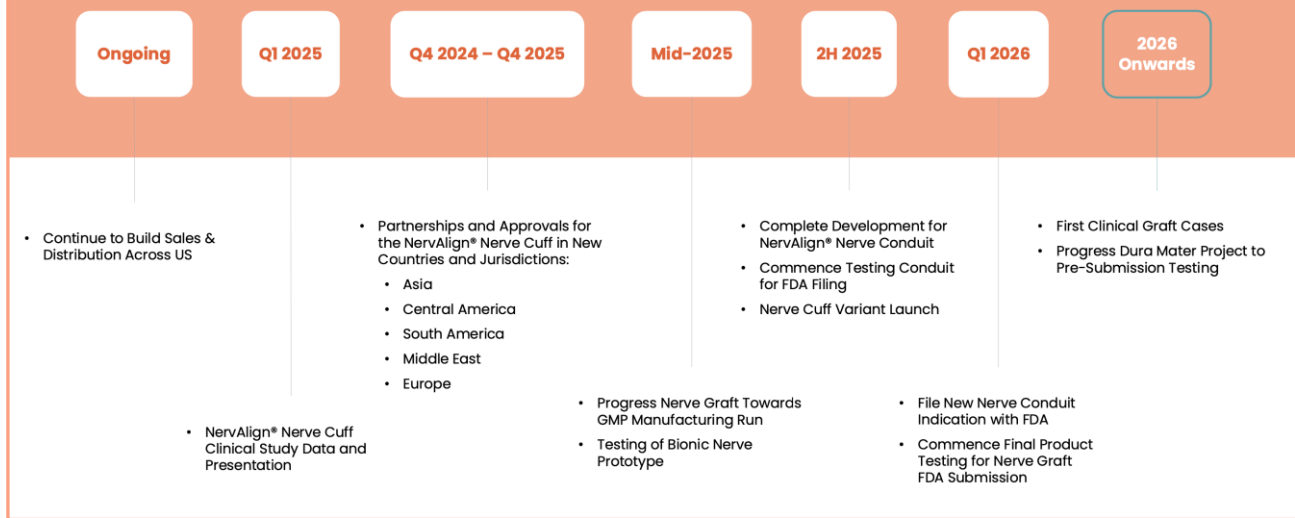 Ongoing
Q1 2025
Q4 2024 – Q4 2025
Mid-2025
2H 2025
Q1 2026
2026
Onwards
• Continue to Build Sales &
Distribution Across US
• NervAlign® Nerve Cuff
Clinical Study Data and
Presentation
• Partnerships and Approvals for
the NervAlign® Nerve Cuff in New
Countries and Jurisdictions:
• Asia
• Central America
• South America
• Middle East
• Europe
• Progress Nerve Graft Towards
GMP Manufacturing Run
• Testing of Bionic Nerve
Prototype
• Complete Development for
NervAlign® Nerve Conduit
• Commence Testing Conduit
for FDA Filing
• Nerve Cuff Variant Launch
• File New Nerve Conduit
Indication with FDA
• Commence Final Product
Testing for Nerve Graft
FDA Submission
• First Clinical Graft Cases
• Progress Dura Mater Project to
Pre-Submission Testing